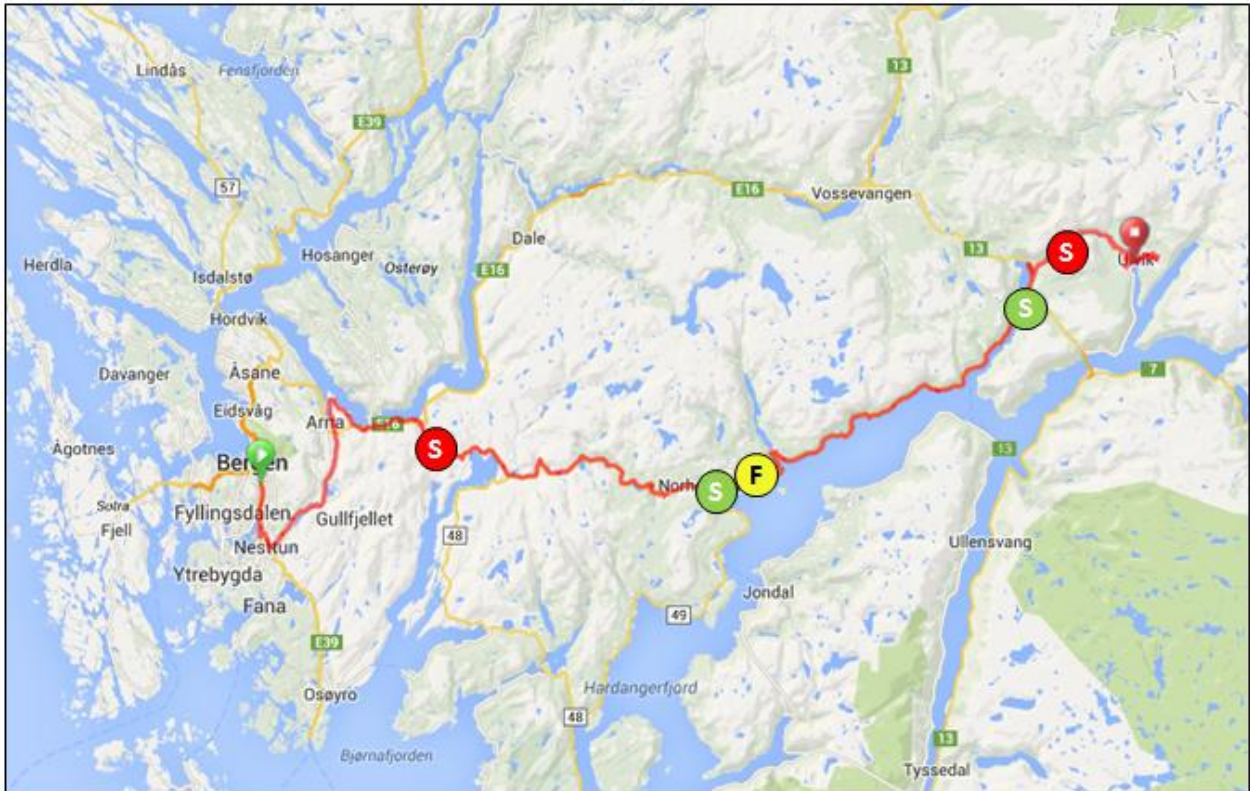 Lindås
Fensfjorden
13
E39
57
E16
Vossevangen
Dale
Hosanger
Osterøy
13
S
Herdla
Isdalstø
E16
Ulvik
S
Hordvik
Davanger
Åsane
7
Eidsvåg
Arna
E16
Ågotnes
S
13
Bergen
F
S
Sotra
Fjell
Fyllingsdalen
Gullfjellet
48
Nesttun
Ullensvang
Ytrebygda
Jondal
Fana
49
E39
Hardangerfjord
Osøyro
48
13
Bjørnafjorden
Tyssedal